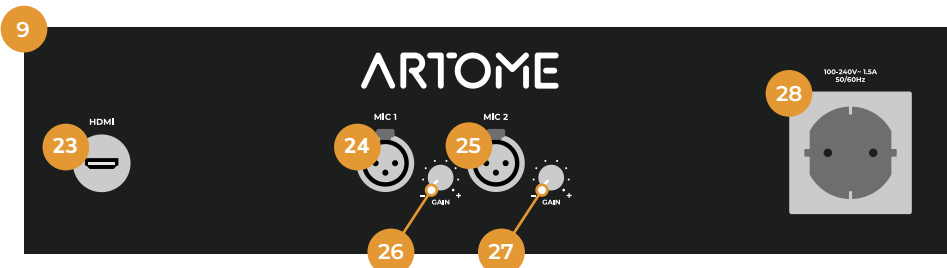 9
ARTOME
100-240V~ 1.5A
50/60Hz
28
HDMI
MIC 1
MIC 2
23
24
25
- GAIN +
- GAIN +
26
27